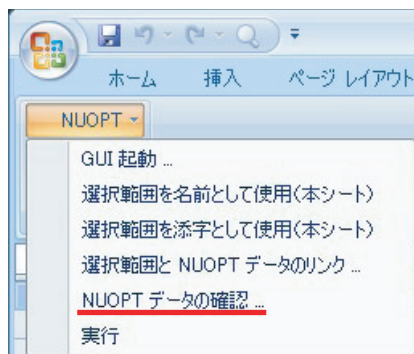 ホーム 挿入 ページ レイアウト
NUOPT
GUI 起動 ...
選択範囲を名前として使用(本シート)
選択範囲を添字として使用(本シート)
選択範囲と NUOPT データのリンク ...
NUOPT データの確認 ...
実行